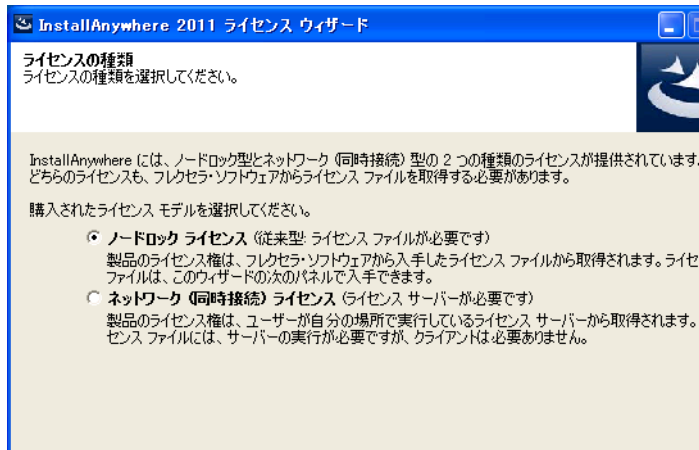 InstallAnywhere 2011 ライセンス ウィザード
ライセンスの種類
ライセンスの種類を選択してください。
InstallAnywhere には、ノードロック型とネットワーク (同時接続) 型の 2 つの種類のライセンスが提供されています。
どちらのライセンスも、フレクセラ・ソフトウェアからライセンス ファイルを取得する必要があります。
購入されたライセンス モデルを選択してください。
ノードロック ライセンス (従来型: ライセンス ファイルが必要です)
製品のライセンス権は、フレクセラ・ソフトウェアから入手したライセンス ファイルから取得されます。ライセ
ファイルは、このウィザードの次のパネルで入手できます。
ネットワーク (同時接続) ライセンス (ライセンス サーバーが必要です)
製品のライセンス権は、ユーザーが自分の場所で実行しているライセンス サーバーから取得されます。
センス ファイルには、サーバーの実行が必要ですが、クライアントは必要ありません。